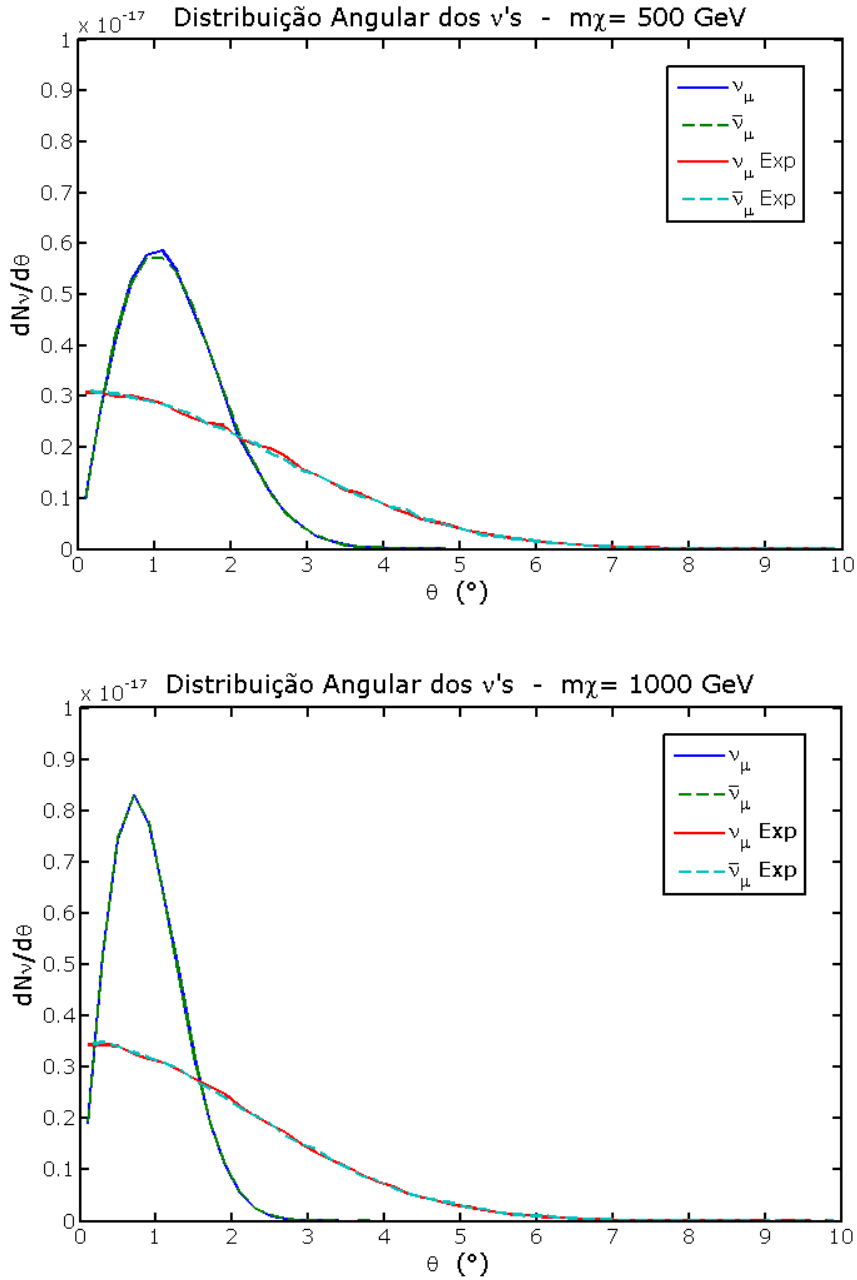 x 10⁻¹⁷
Distribuição Angular dos ν's - mχ= 500 GeV
1
0.9
0.8
0.7
0.6
0.5
0.4
0.3
0.2
0.1
0
dNν/dθ
ν_μ
ν̄_μ
ν_μ Exp
ν̄_μ Exp
0 1 2 3 4 5 6 7 8 9 10
θ (°)
x 10⁻¹⁷
Distribuição Angular dos ν's - mχ= 1000 GeV
1
0.9
0.8
0.7
0.6
0.5
0.4
0.3
0.2
0.1
0
dNν/dθ
ν_μ
ν̄_μ
ν_μ Exp
ν̄_μ Exp
0 1 2 3 4 5 6 7 8 9 10
θ (°)